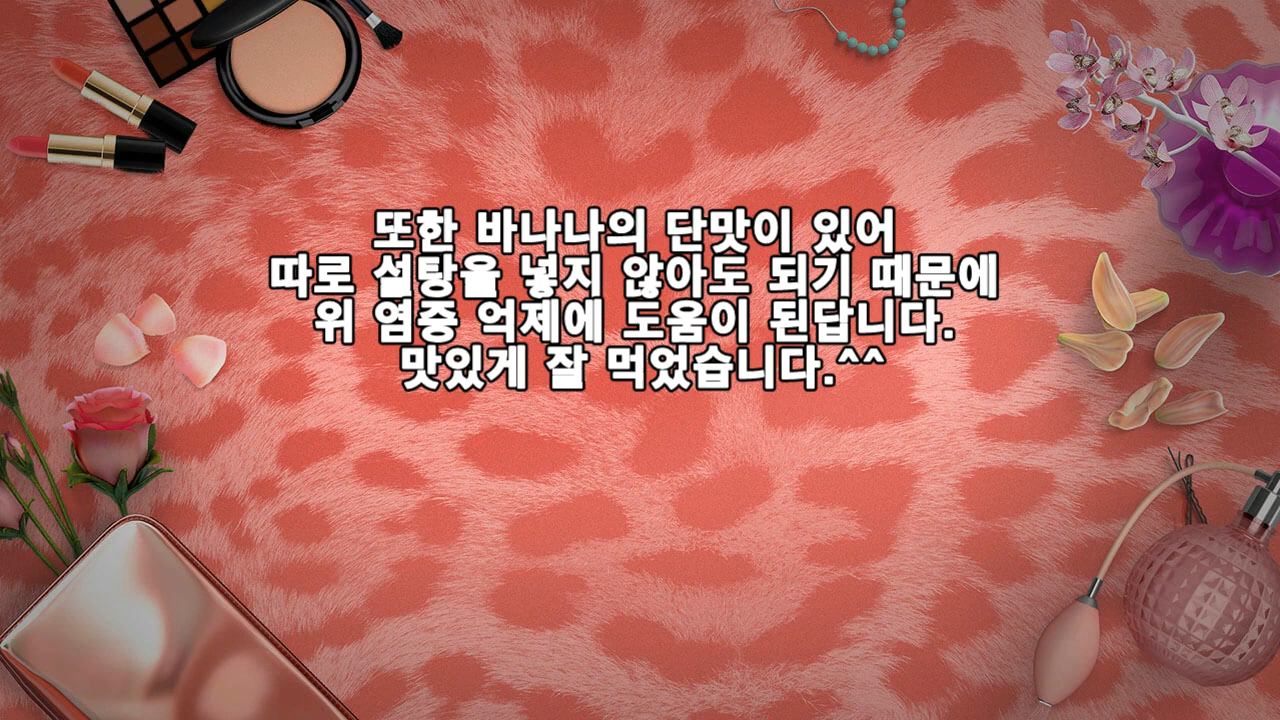 또한 바나나의 단맛이 있어
따로 설탕을 넣지 않아도 되기 때문에
위 염증 억제에 도움이 된답니다.
맛있게 잘 먹었습니다.^^